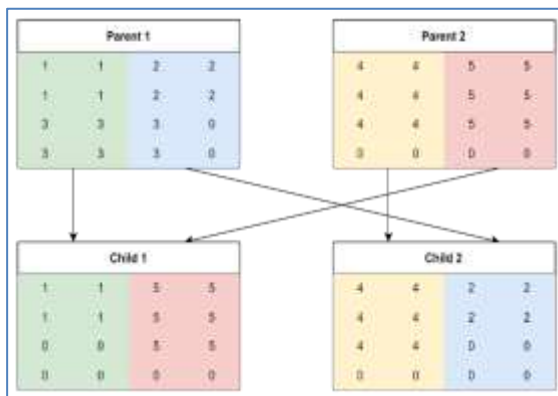 Parent 1
1 1 2 2
1 1 2 2
3 3 3 0
3 3 3 0
Parent 2
4 4 5 5
4 4 5 5
4 4 5 5
0 0 0 0
Child 1
1 1 5 5
1 1 5 5
0 0 5 5
0 0 0 0
Child 2
4 4 2 2
4 4 2 2
4 4 0 0
0 0 0 0